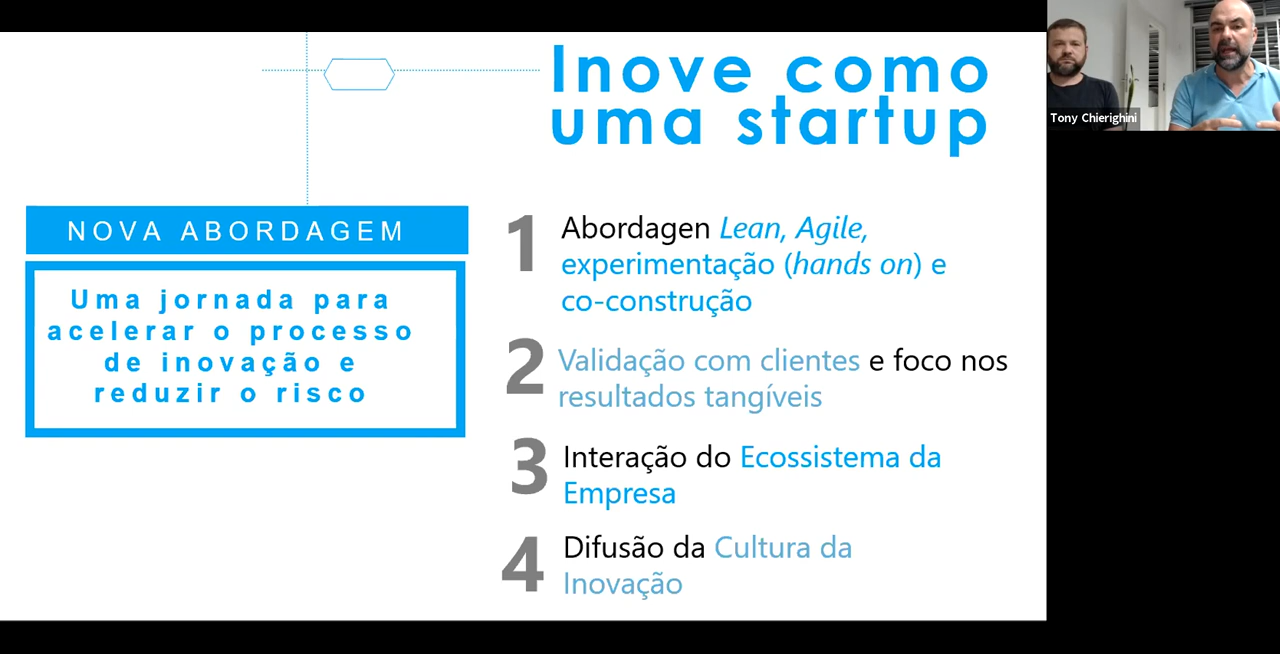 Inove como
uma startup
NOVA ABORDAGEM
Uma jornada para
acelerar o processo
de inovação e
reduzir o risco
1
Abordagen Lean, Agile,
experimentação (hands on) e
co-construção
2
Validação com clientes e foco nos
resultados tangíveis
3
Interação do Ecossistema da
Empresa
4
Difusão da Cultura da
Inovação
Tony Chierighini